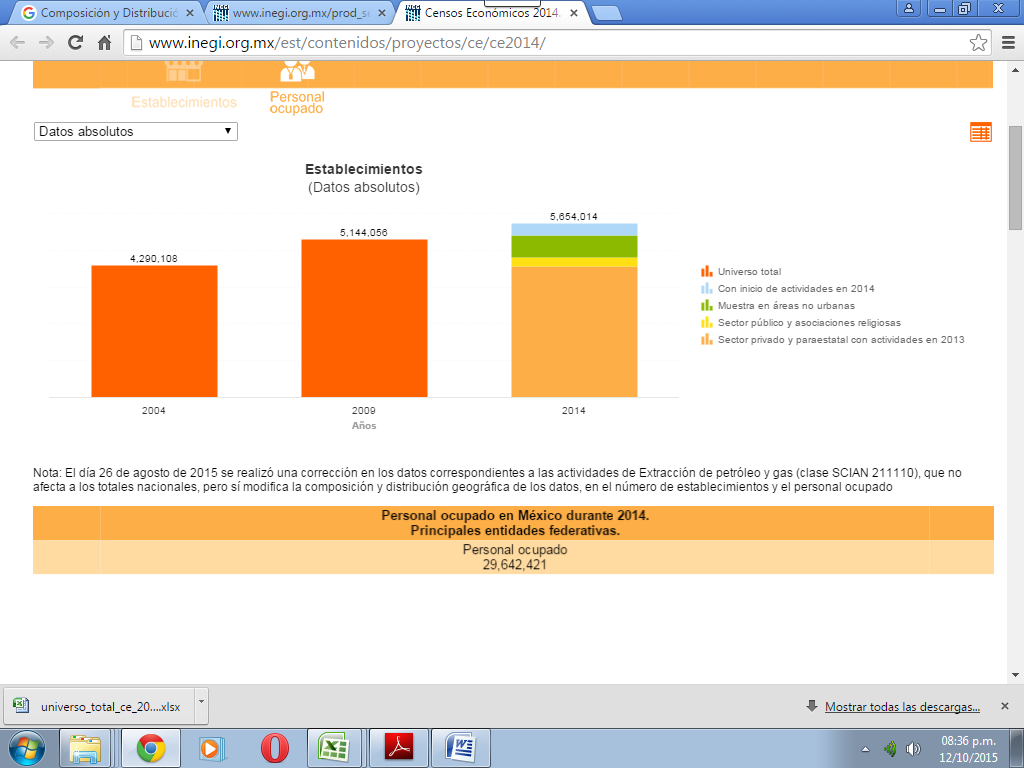 Composición y Distribució
www.inegi.org.mx/prod_se
Censos Económicos 2014.
www.inegi.org.mx/est/contenidos/proyectos/ce/ce2014/
Establecimientos
Personal
ocupado
Datos absolutos
Establecimientos
(Datos absolutos)
5,654,014
5,144,056
4,290,108
Universo total
Con inicio de actividades en 2014
Muestra en áreas no urbanas
Sector público y asociaciones religiosas
Sector privado y paraestatal con actividades en 2013
2004
2009
2014
Años
Nota: El día 26 de agosto de 2015 se realizó una corrección en los datos correspondientes a las actividades de Extracción de petróleo y gas (clase SCIAN 211110), que no
afecta a los totales nacionales, pero sí modifica la composición y distribución geográfica de los datos, en el número de establecimientos y el personal ocupado
Personal ocupado en México durante 2014.
Principales entidades federativas.
Personal ocupado
29,642,421
universo_total_ce_20....xlsx
Mostrar todas las descargas...
08:36 p.m.
12/10/2015